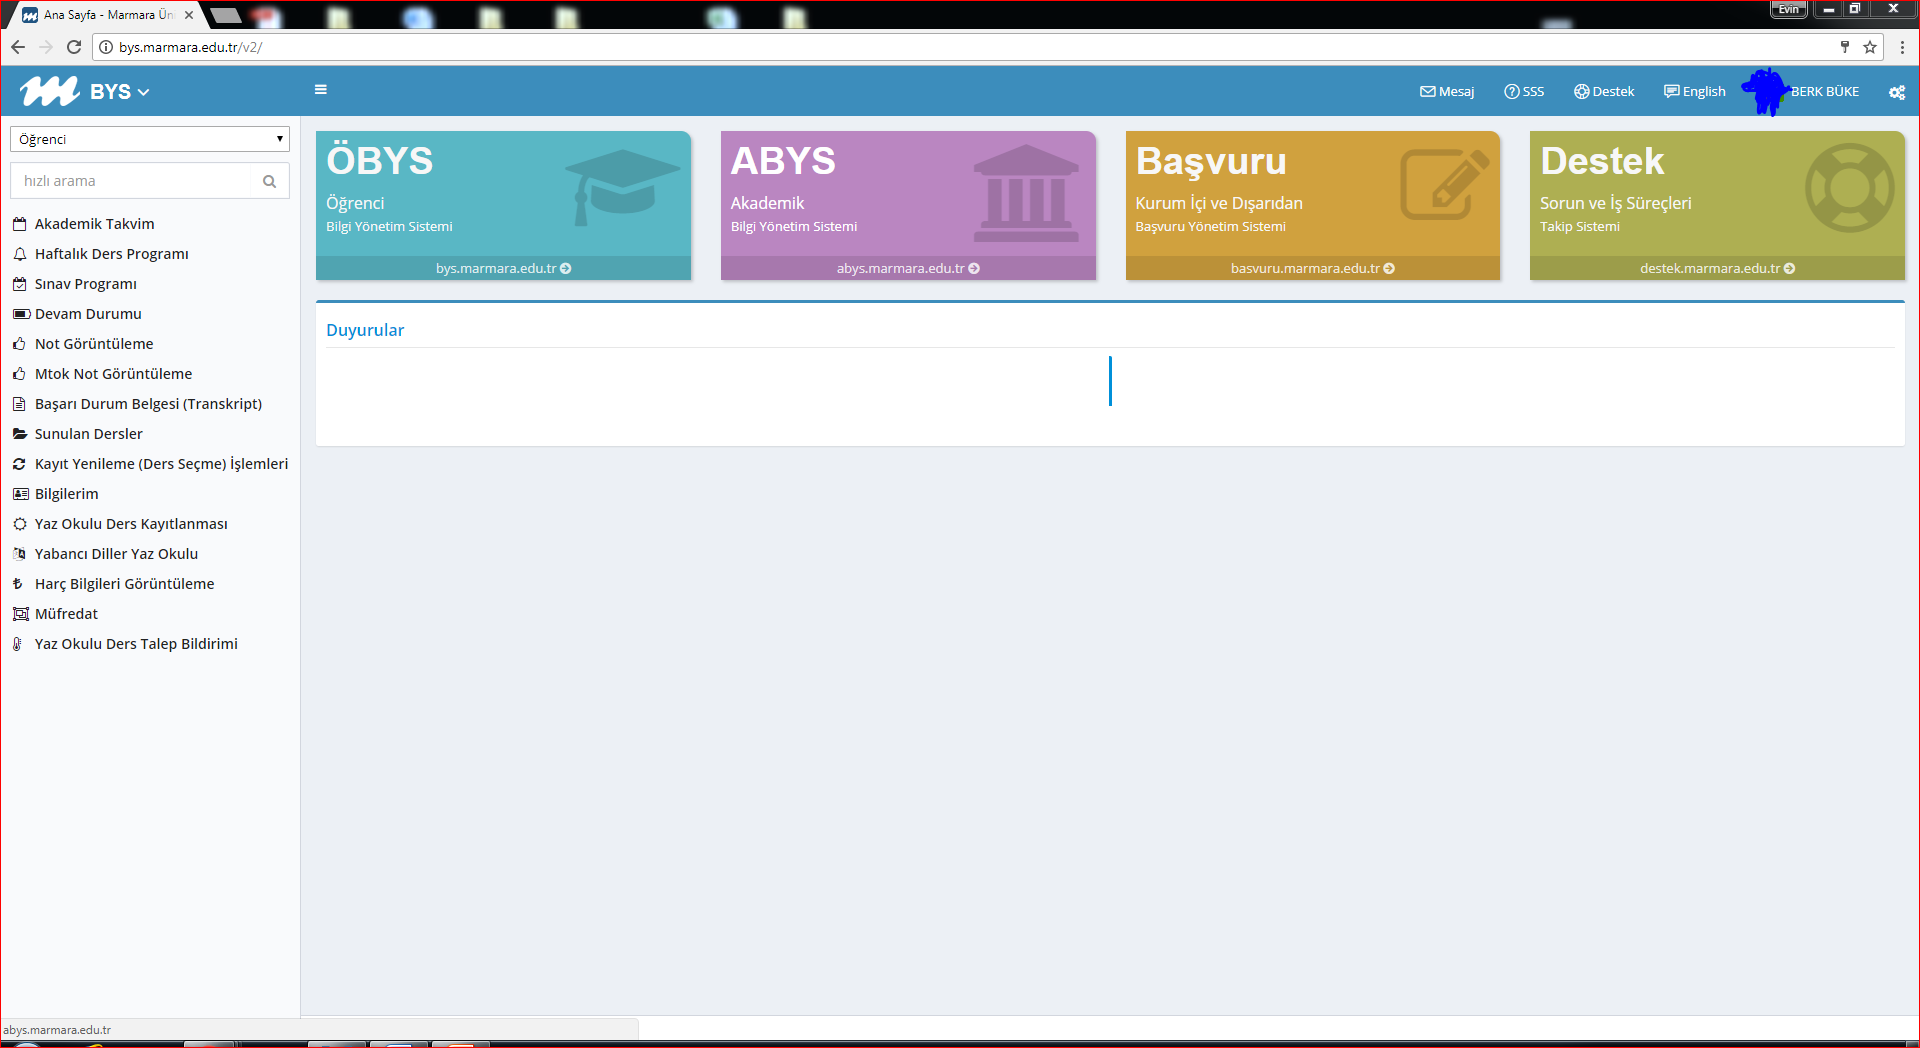 Ana Sayfa - Marmara Ün
Evin
bys.marmara.edu.tr/v2/
BYS
Mesaj
SSS
Destek
English
BERK BÜKE
Öğrenci
hızlı arama
Akademik Takvim
Haftalık Ders Programı
Sınav Programı
Devam Durumu
Not Görüntüleme
Mtok Not Görüntüleme
Başarı Durum Belgesi (Transkript)
Sunulan Dersler
Kayıt Yenileme (Ders Seçme) İşlemleri
Bilgilerim
Yaz Okulu Ders Kayıtlanması
Yabancı Diller Yaz Okulu
Harç Bilgileri Görüntüleme
Müfredat
Yaz Okulu Ders Talep Bildirimi
ÖBYS
Öğrenci
Bilgi Yönetim Sistemi
bys.marmara.edu.tr
ABYS
Akademik
Bilgi Yönetim Sistemi
abys.marmara.edu.tr
Başvuru
Kurum İçi ve Dışarıdan
Başvuru Yönetim Sistemi
basvuru.marmara.edu.tr
Destek
Sorun ve İş Süreçleri
Takip Sistemi
destek.marmara.edu.tr
Duyurular
abys.marmara.edu.tr